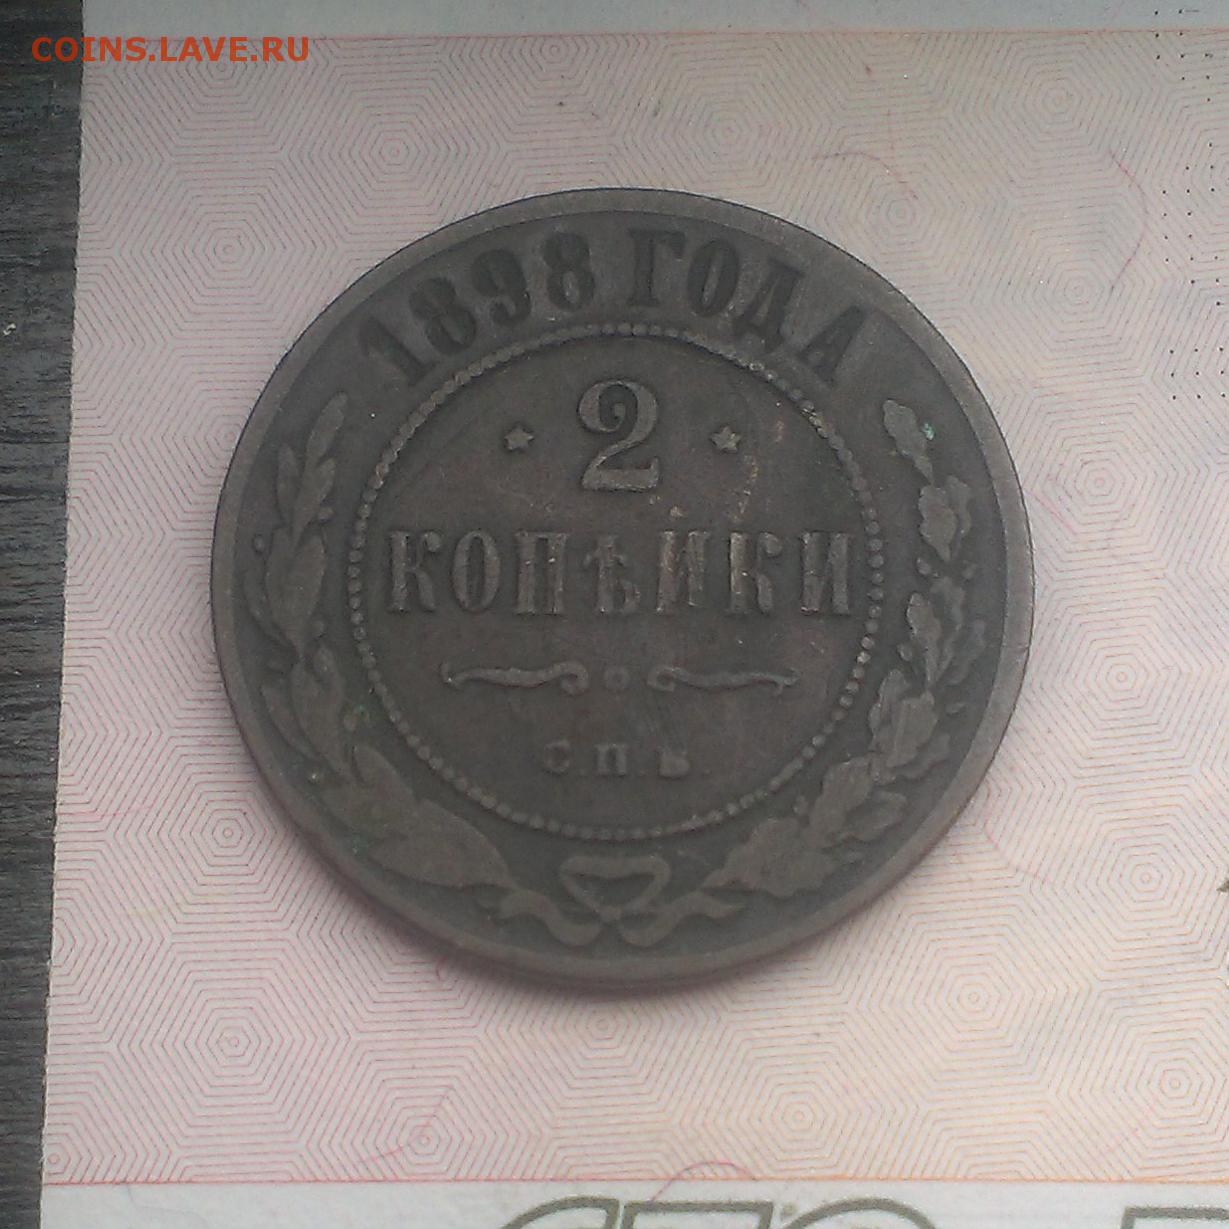 COINS.LAVE.RU
1898 ГОДА
2
КОПѢЙКИ
С.П.Б.